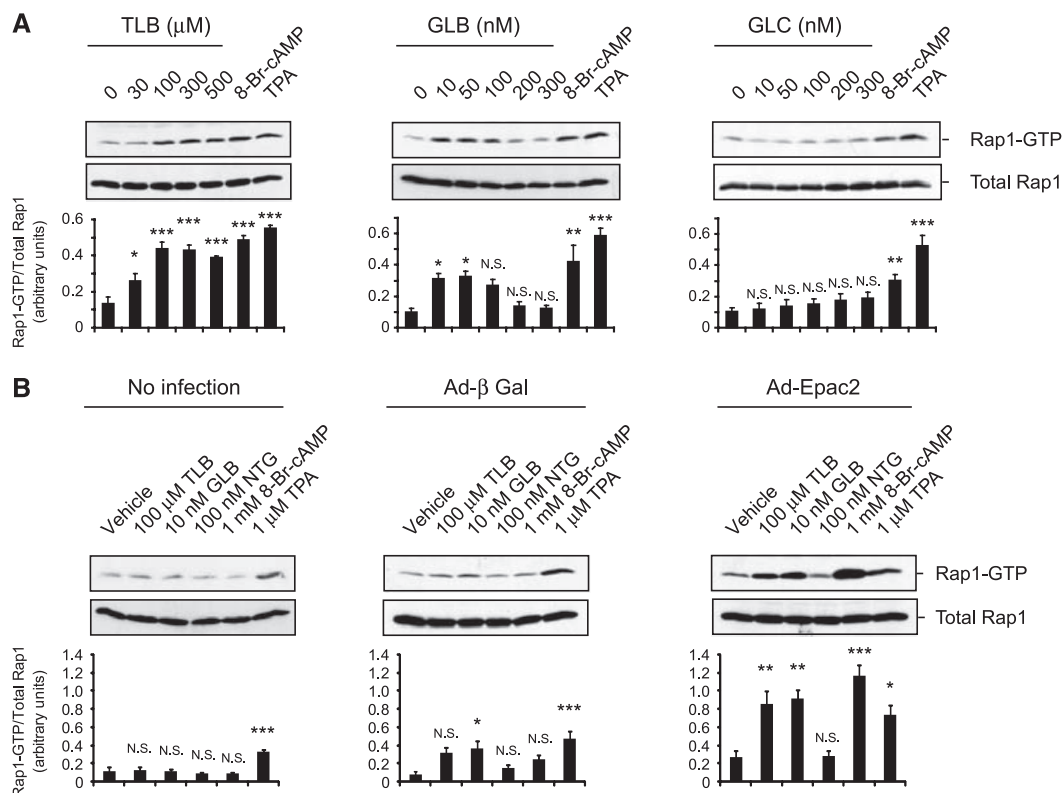 A
TLB (μM)
GLB (nM)
GLC (nM)
0 30 100 300 500 8-Br-cAMP TPA
0 10 50 100 200 300 8-Br-cAMP TPA
0 10 50 100 200 300 8-Br-cAMP TPA
Rap1-GTP
Total Rap1
Rap1-GTP/Total Rap1
(arbitrary units)
0.6
0.4
0.2
0
* *** *** *** *** ***
0.6
0.4
0.2
0
* * N.S. N.S. N.S. ** ***
0.6
0.4
0.2
0
N.S. N.S. N.S. N.S. N.S. ** ***
B
No infection
Ad-β Gal
Ad-Epac2
Vehicle
100 μM TLB
10 nM GLB
100 nM NTG
1 mM 8-Br-cAMP
1 μM TPA
Vehicle
100 μM TLB
10 nM GLB
100 nM NTG
1 mM 8-Br-cAMP
1 μM TPA
Vehicle
100 μM TLB
10 nM GLB
100 nM NTG
1 mM 8-Br-cAMP
1 μM TPA
Rap1-GTP
Total Rap1
Rap1-GTP/Total Rap1
(arbitrary units)
1.4
1.2
1.0
0.8
0.6
0.4
0.2
0
N.S. N.S. N.S. N.S. ***
1.4
1.2
1.0
0.8
0.6
0.4
0.2
0
N.S. * N.S. N.S. ***
1.4
1.2
1.0
0.8
0.6
0.4
0.2
0
** ** N.S. *** *